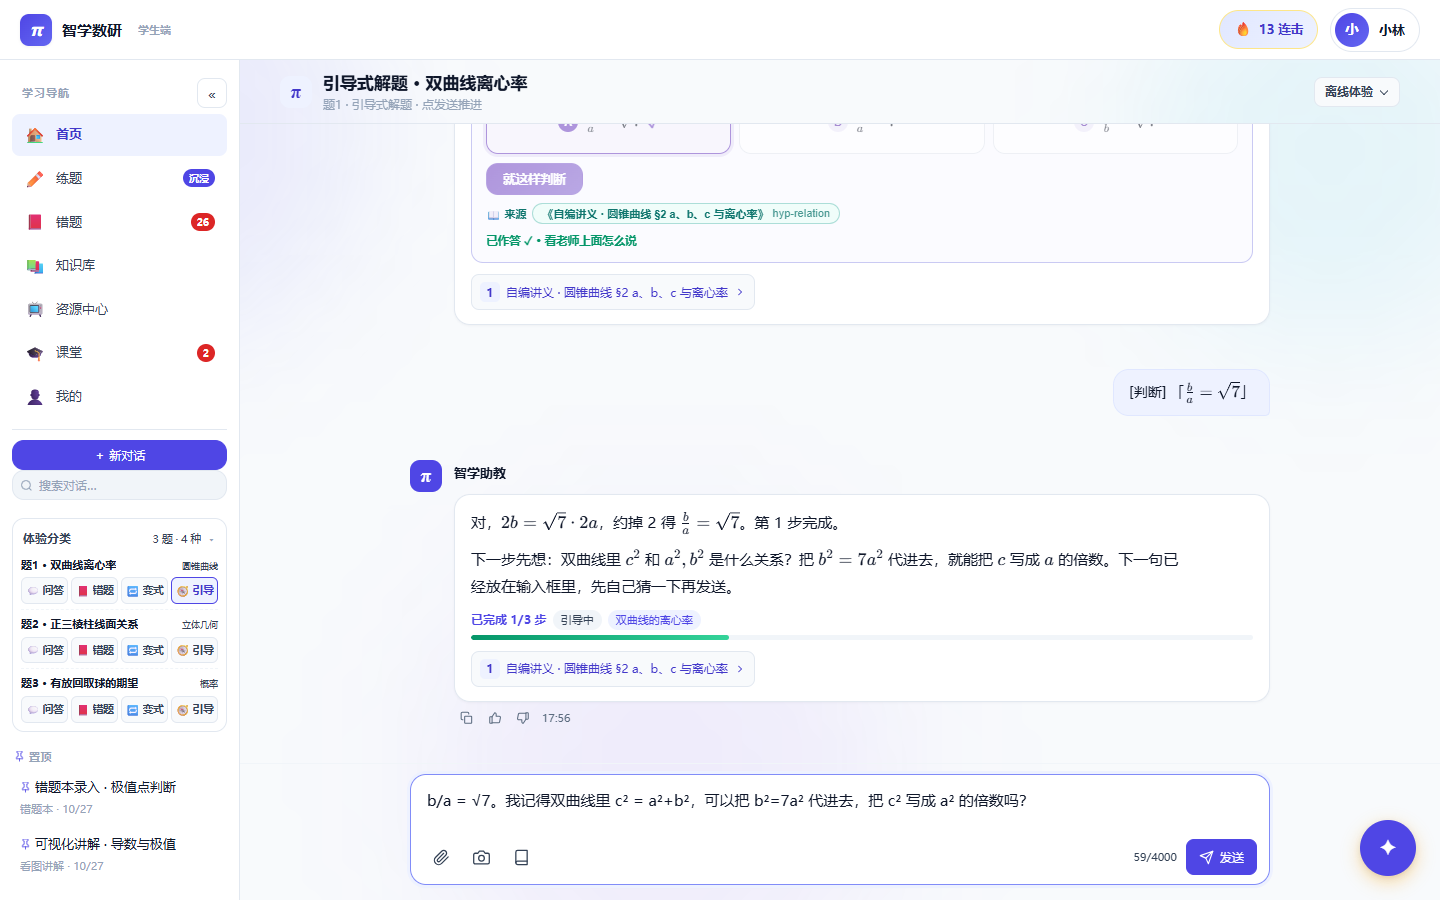 π 智学数研 学生端
13 连击
小 小林
学习导航
«
首页
练题 沉浸
错题 26
知识库
资源中心
课堂 2
我的
+ 新对话
搜索对话...
体验分类 3 题 · 4 种
题1 · 双曲线离心率 圆锥曲线
问答 错题 变式 引导
题2 · 正三棱柱线面关系 立体几何
问答 错题 变式 引导
题3 · 有放回取球的期望 概率
问答 错题 变式 引导
置顶
错题本录入 · 极值点判断
错题本 · 10/27
可视化讲解 · 导数与极值
看图讲解 · 10/27
π 引导式解题 · 双曲线离心率
题1 · 引导式解题 · 点发送推进
离线体验
就这样判断
来源 《自编讲义 · 圆锥曲线 §2 a、b、c 与离心率》 hyp-relation
已作答 ✓ · 看老师上面怎么说
1 自编讲义 · 圆锥曲线 §2 a、b、c 与离心率 ›
[判断] 「b/a = √7」
π 智学助教
对，2b = √7 · 2a，约掉 2 得 b/a = √7。第 1 步完成。
下一步先想：双曲线里 c² 和 a², b² 是什么关系？把 b² = 7a² 代进去，就能把 c 写成 a 的倍数。下一句已
经放在输入框里，先自己猜一下再发送。
已完成 1/3 步 引导中 双曲线的离心率
1 自编讲义 · 圆锥曲线 §2 a、b、c 与离心率 ›
17:56
b/a = √7。我记得双曲线里 c² = a²+b²，可以把 b²=7a² 代进去，把 c² 写成 a² 的倍数吗？
59/4000 发送